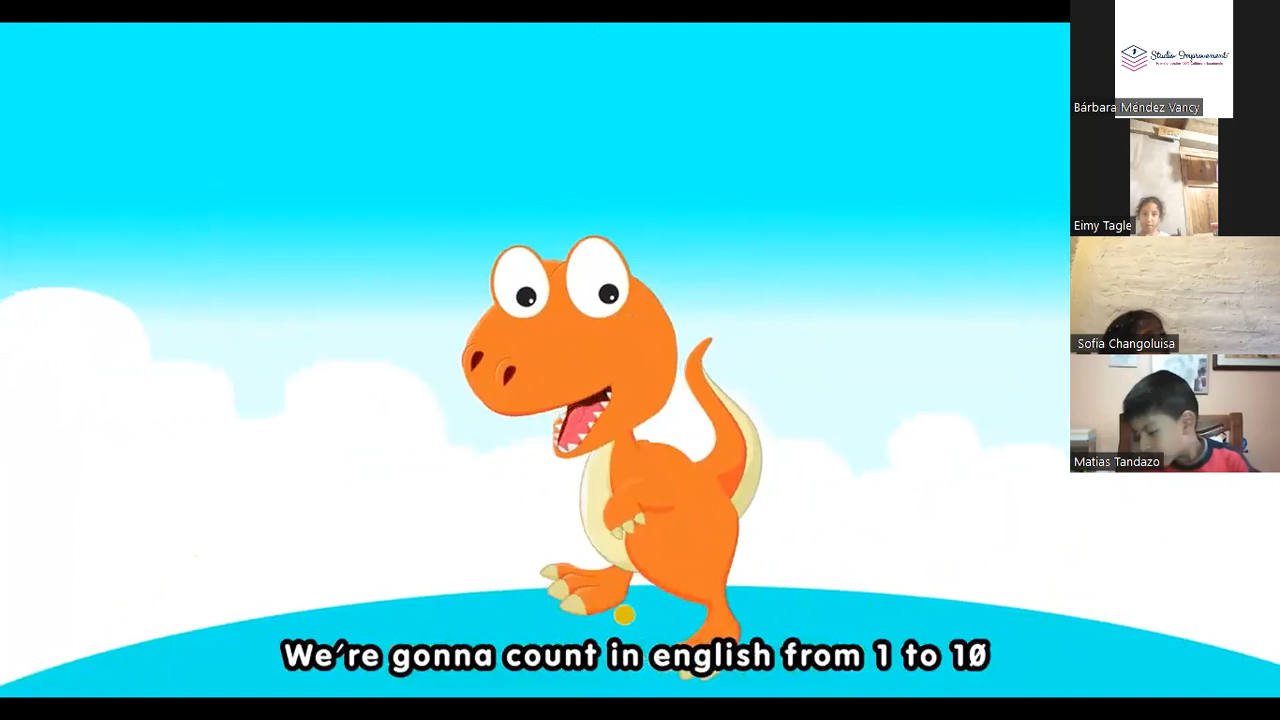 Studio Improvement
Bárbara Méndez Vancy
Eimy Tagle
Sofia Changoluisa
Matias Tandazo
We're gonna count in english from 1 to 10